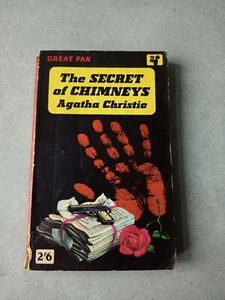 GREAT PAN
The SECRET
of CHIMNEYS
Agatha Christie
2'6